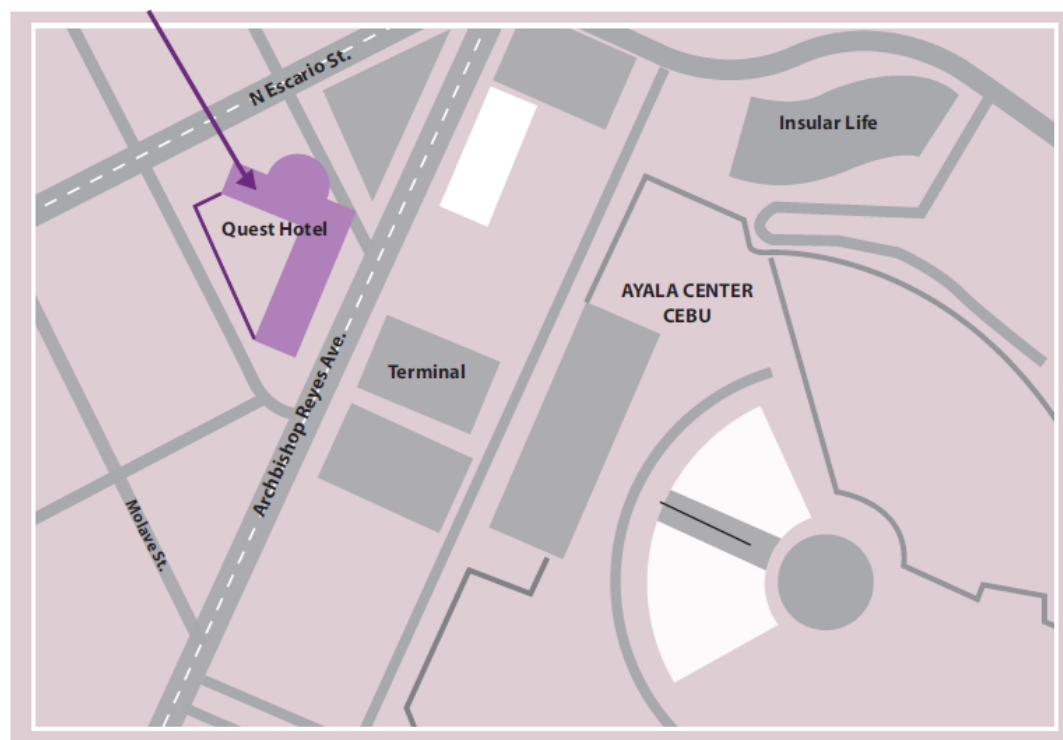 N Escario St.
Insular Life
Quest Hotel
AYALA CENTER
CEBU
Terminal
Archbishop Reyes Ave.
Molave St.